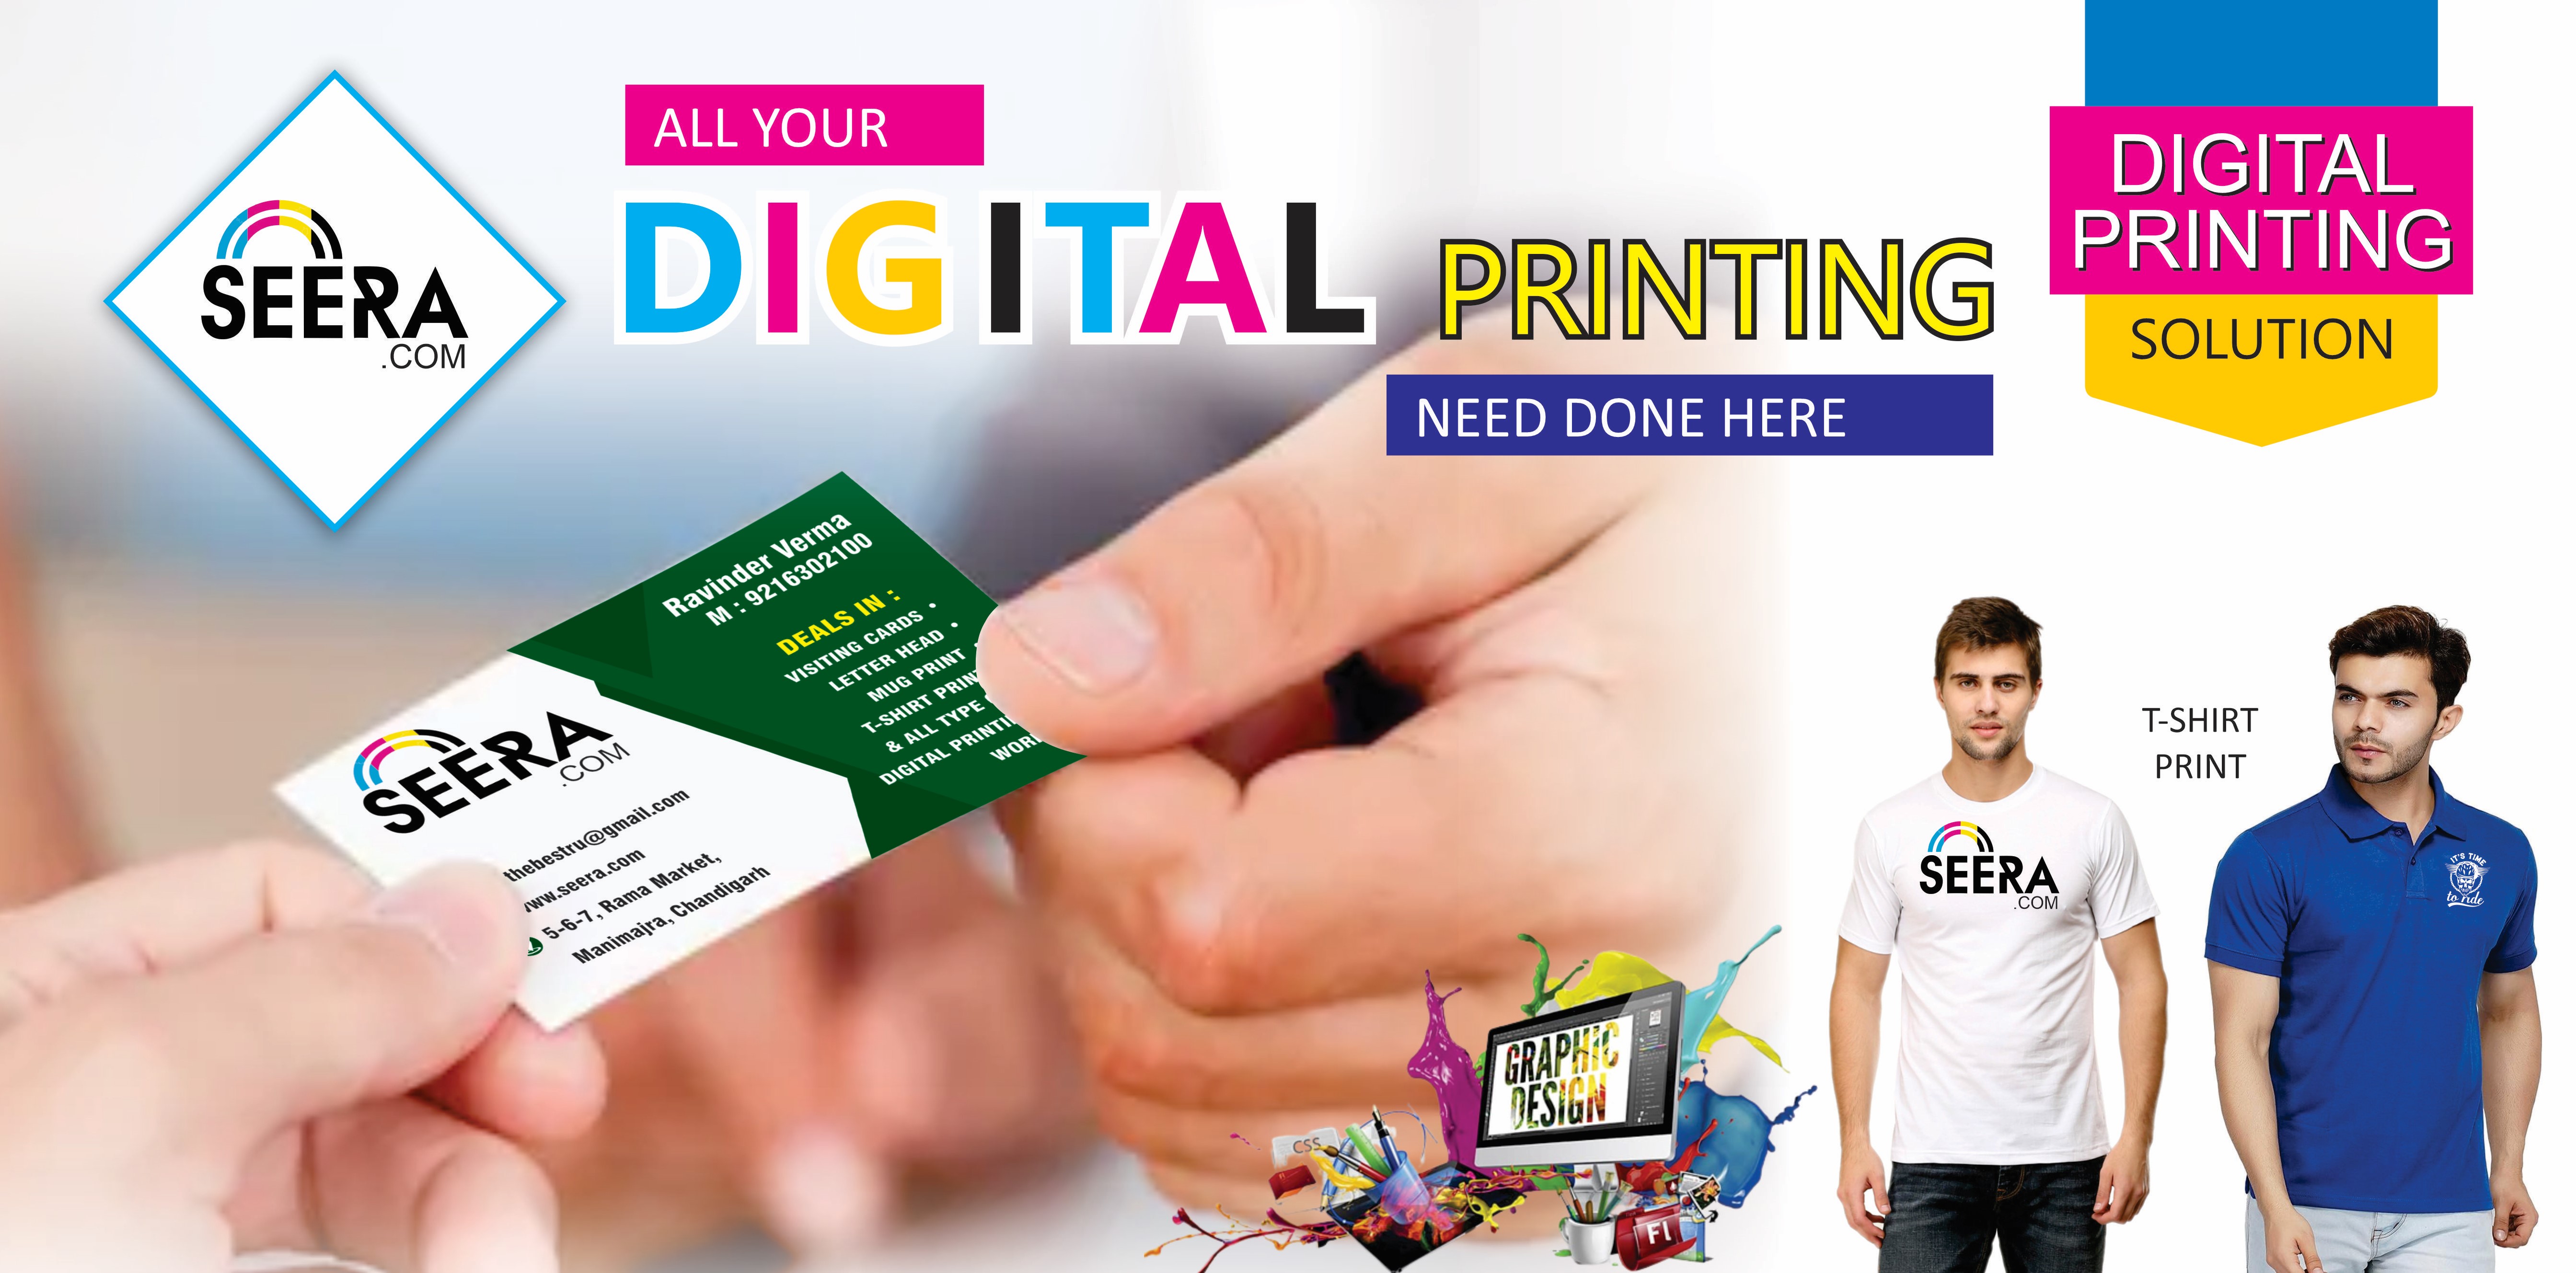 SEERA
.COM
ALL YOUR
DIGITAL PRINTING
NEED DONE HERE
DIGITAL
PRINTING
SOLUTION
Ravinder Verma
M : 9216302100
DEALS IN :
VISITING CARDS •
LETTER HEAD •
MUG PRINT •
T-SHIRT PRIN
& ALL TYPE
DIGITAL PRINTI
WOR
SEERA
.COM
thebestru@gmail.com
www.seera.com
5-6-7, Rama Market,
Manimajra, Chandigarh
T-SHIRT
PRINT
SEERA
.COM
IT'S TIME
to ride
GRAPHIC
DESIGN
CSS
Fl